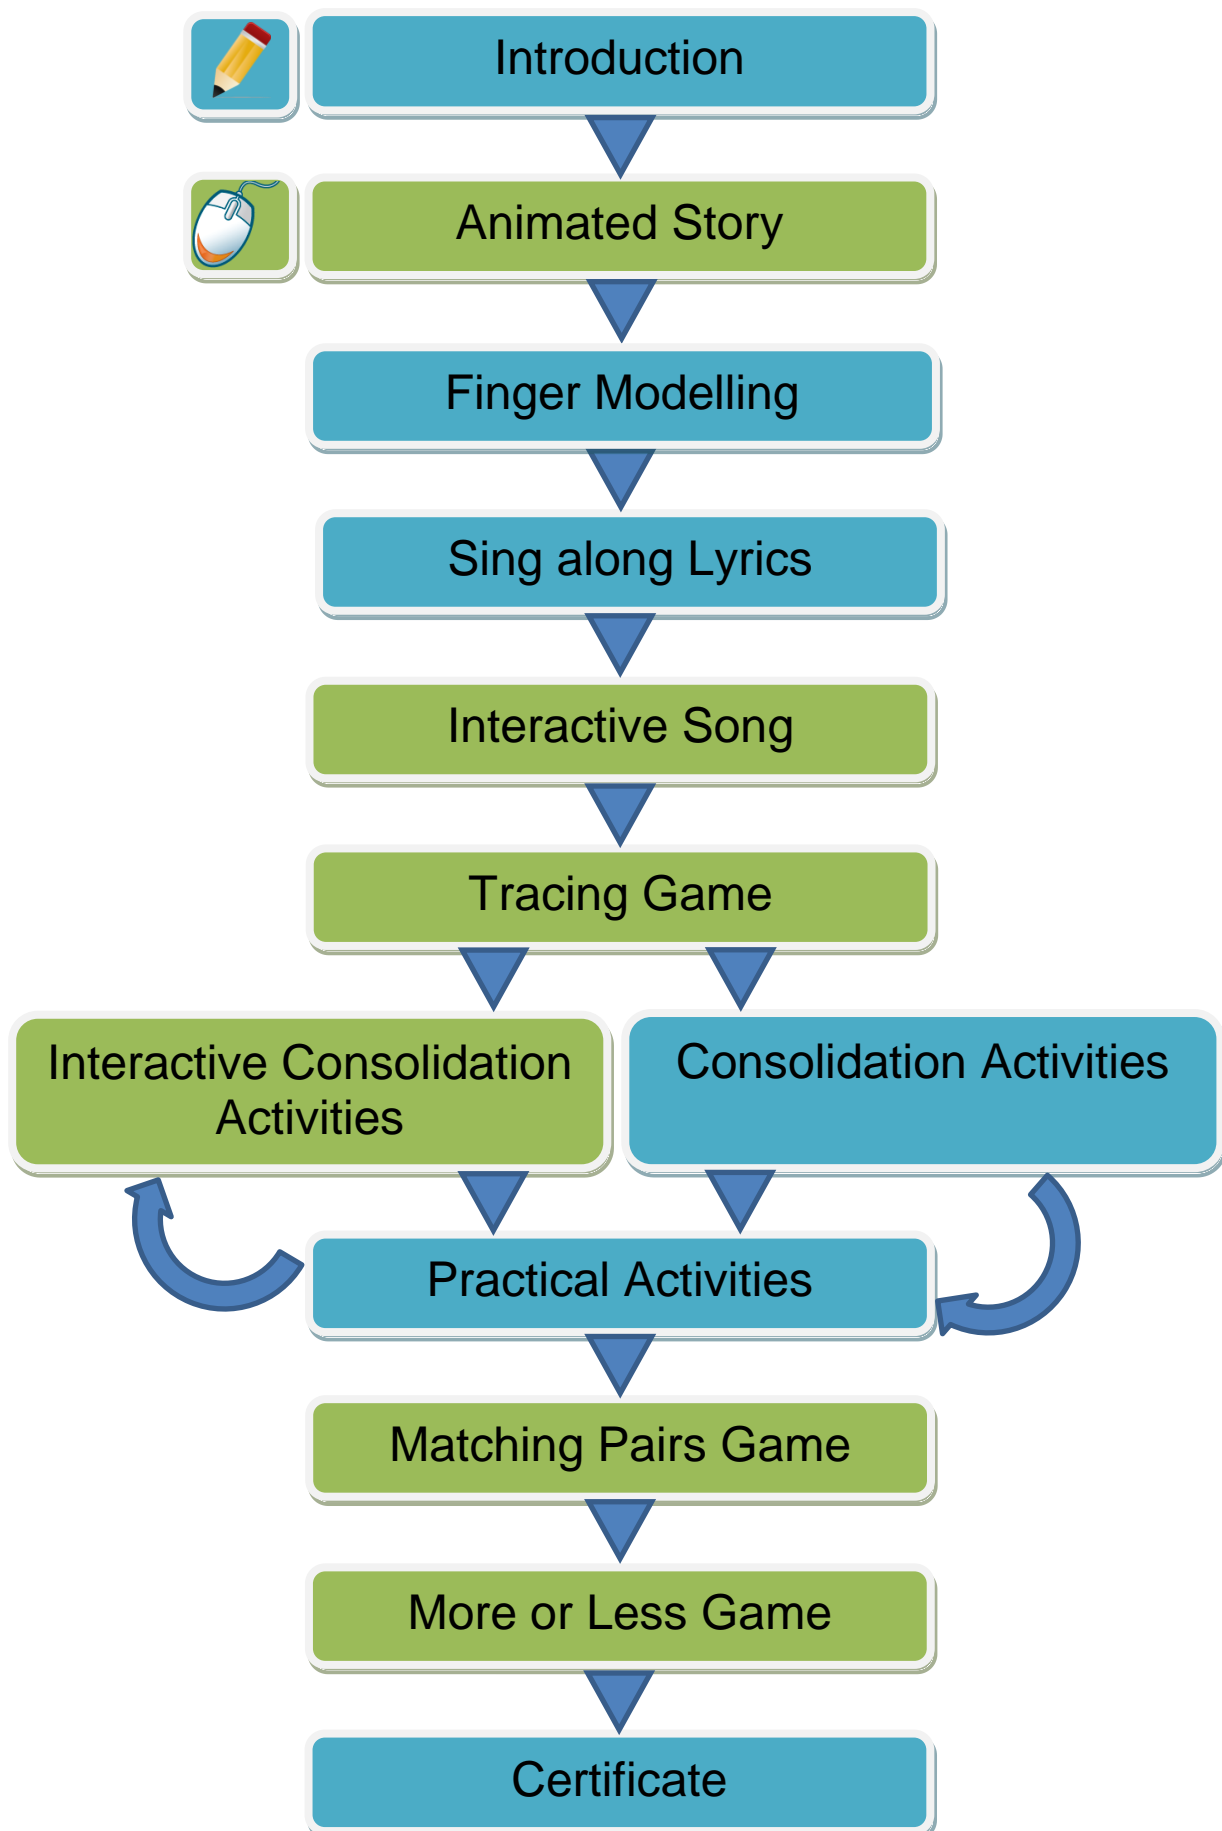 Introduction
Animated Story
Finger Modelling
Sing along Lyrics
Interactive Song
Tracing Game
Interactive Consolidation
Activities
Consolidation Activities
Practical Activities
Matching Pairs Game
More or Less Game
Certificate